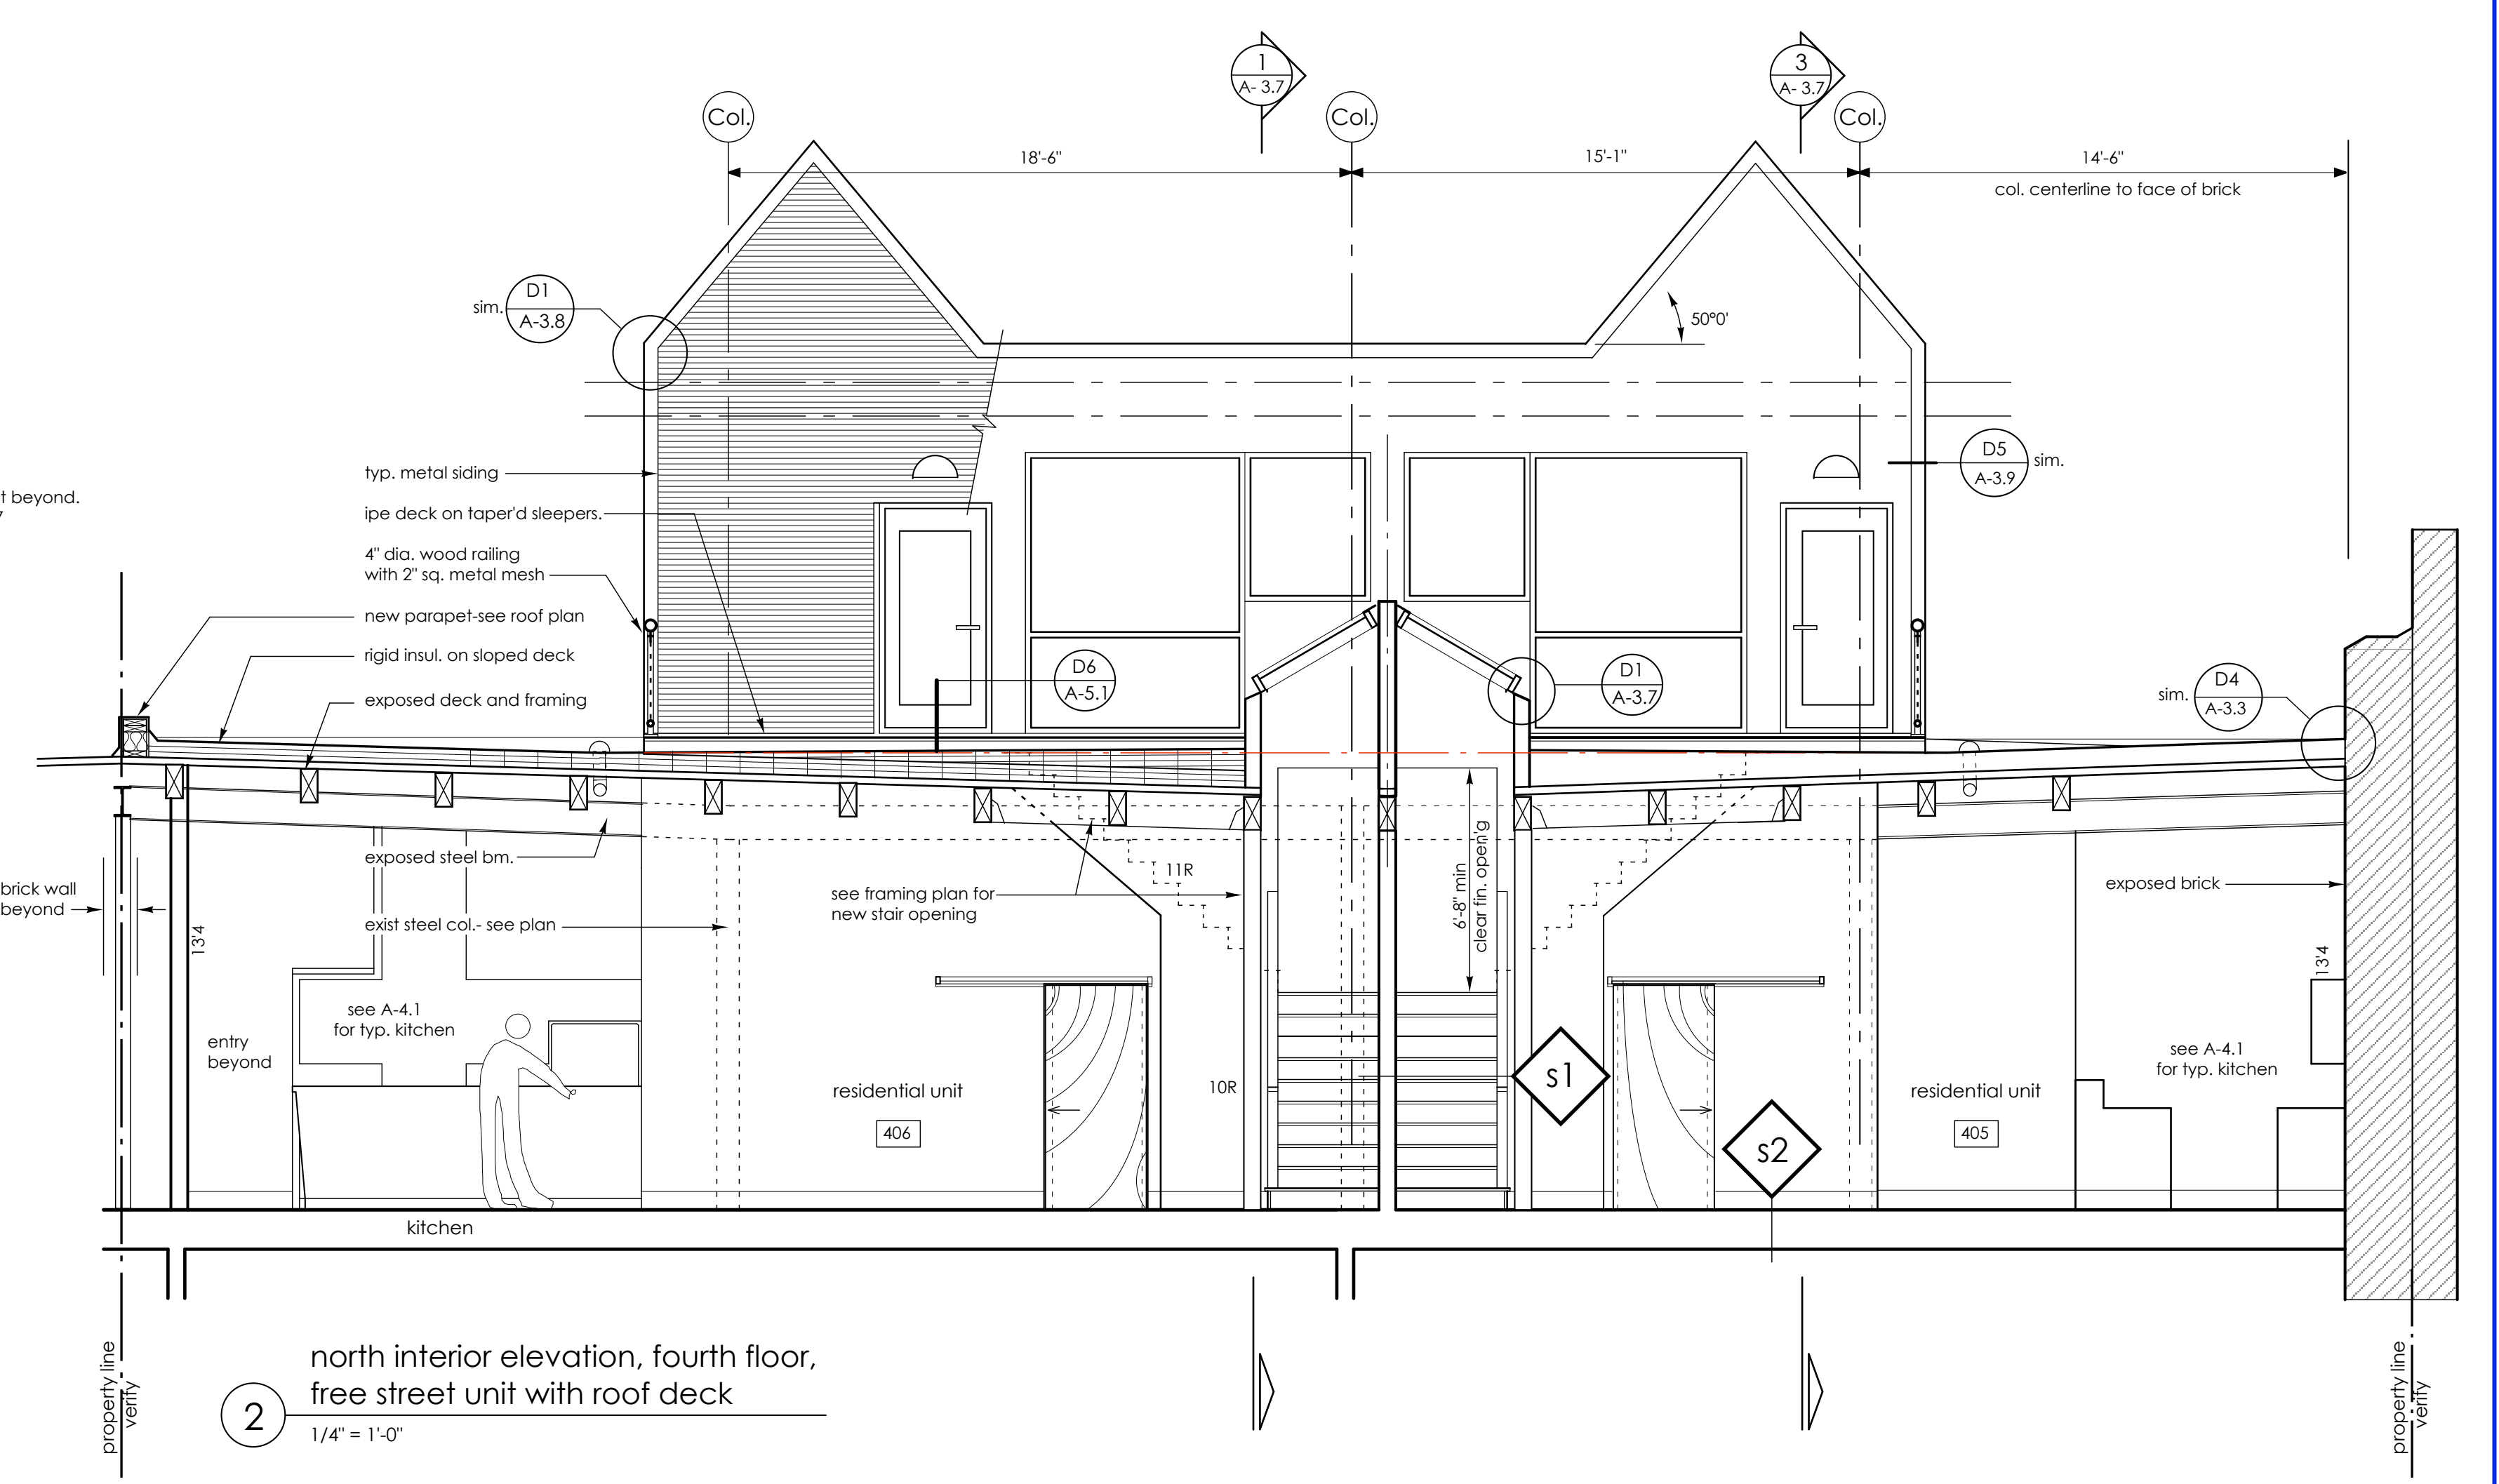 1
A- 3.7
3
A- 3.7
Col.
Col.
Col.
18'-6"
15'-1"
14'-6"
col. centerline to face of brick
sim.
D1
A-3.8
50°0'
typ. metal siding
D5
A-3.9
sim.
t beyond.
ipe deck on taper'd sleepers.
4" dia. wood railing
with 2" sq. metal mesh
new parapet-see roof plan
rigid insul. on sloped deck
exposed deck and framing
D6
A-5.1
D1
A-3.7
sim.
D4
A-3.3
exposed steel bm.
11R
see framing plan for
new stair opening
6'-8" min
clear fin. open'g
exposed brick
brick wall
beyond
exist steel col.- see plan
13'4
13'4
see A-4.1
for typ. kitchen
entry
beyond
residential unit
406
10R
s1
s2
residential unit
405
see A-4.1
for typ. kitchen
kitchen
property line
verify
2
north interior elevation, fourth floor,
free street unit with roof deck
1/4" = 1'-0"
property line
verify